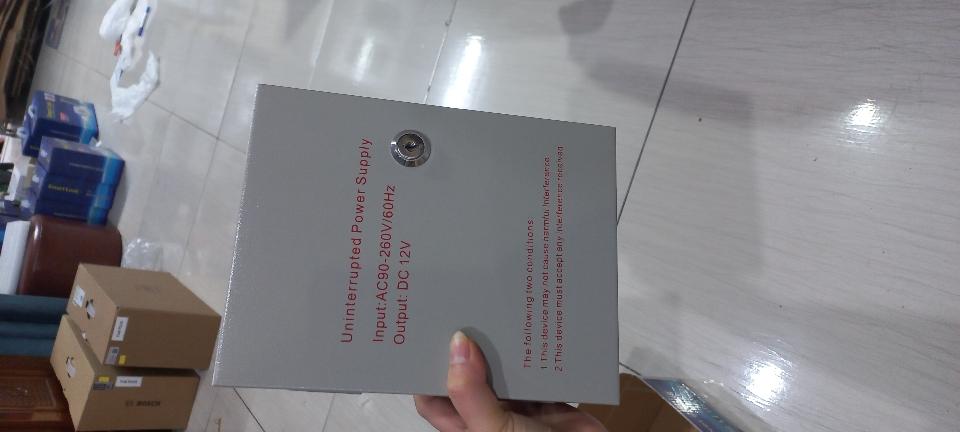 Uninterrupted Power Supply
Input:AC90-260V/60Hz
Output: DC 12V
The following two conditions
1 This device may not cause harmful interference
2 This device must accept any interference received
BOSCH